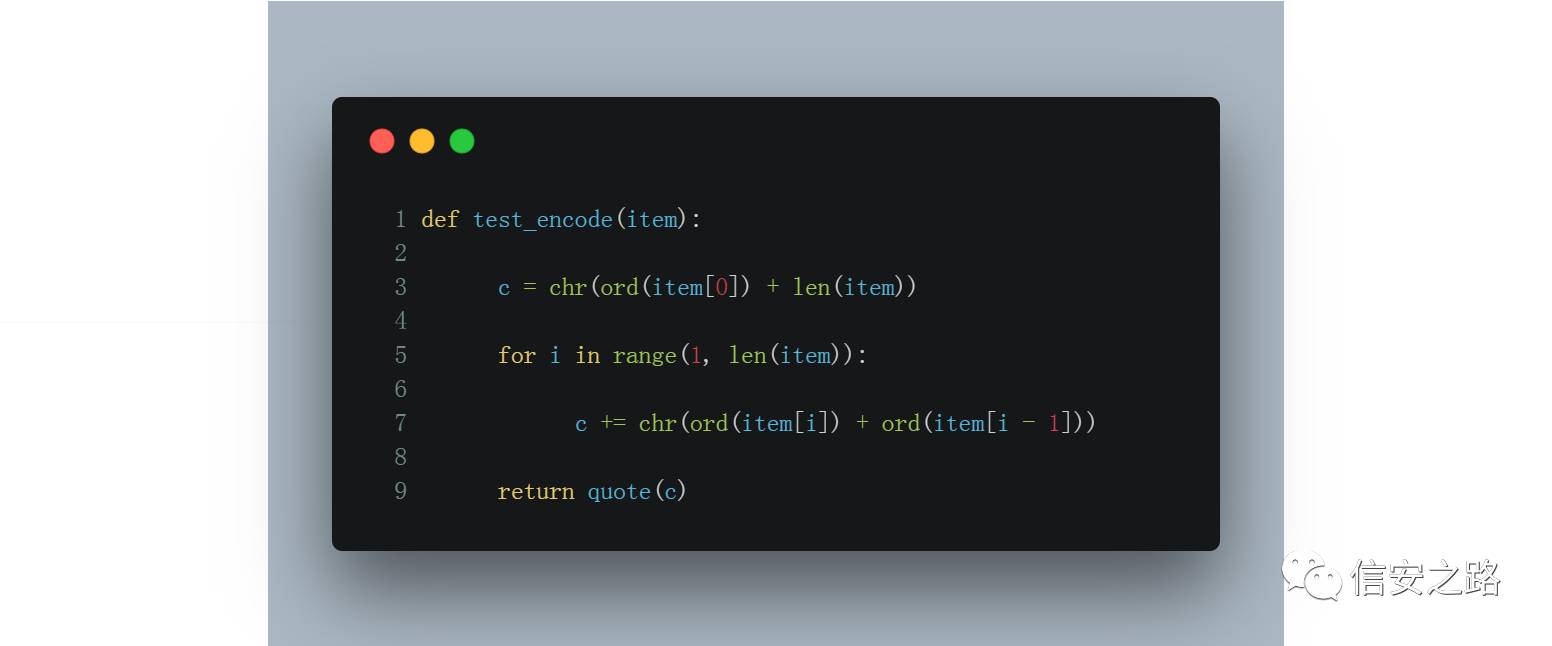 1 def test_encode(item):
2
3 c = chr(ord(item[0]) + len(item))
4
5 for i in range(1, len(item)):
6
7 c += chr(ord(item[i]) + ord(item[i - 1]))
8
9 return quote(c)
信安之路